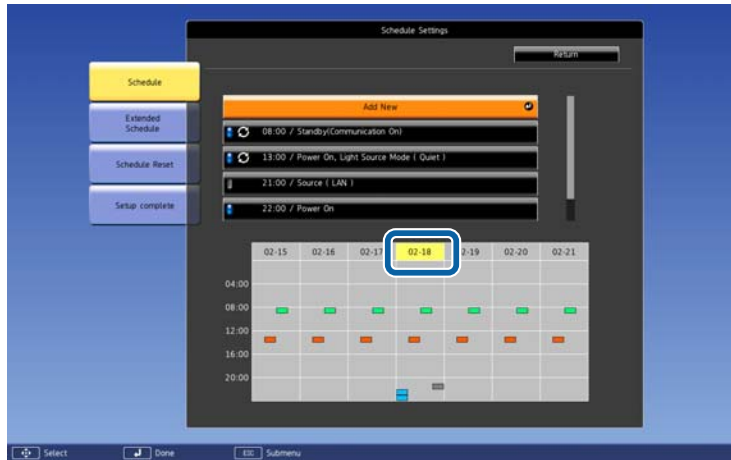 Schedule Settings
Return
Schedule
Extended
Schedule
Schedule Reset
Setup complete
Add New
08:00 / Standby(Communication On)
13:00 / Power On, Light Source Mode ( Quiet )
21:00 / Source ( LAN )
22:00 / Power On
02-15 02-16 02-17 02-18 2-19 02-20 02-21
04:00
08:00
12:00
16:00
20:00
Select Done ESC Submenu